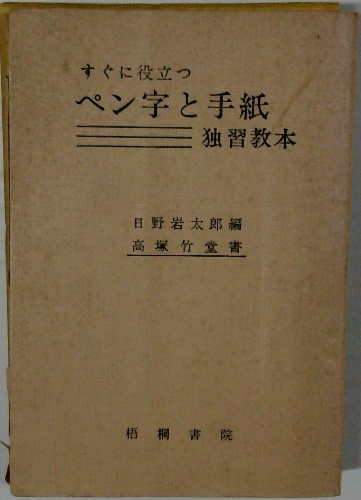 すぐに役立つ
ペン字と手紙
独習教本
日野岩太郎編
高塚竹堂書
梧桐書院